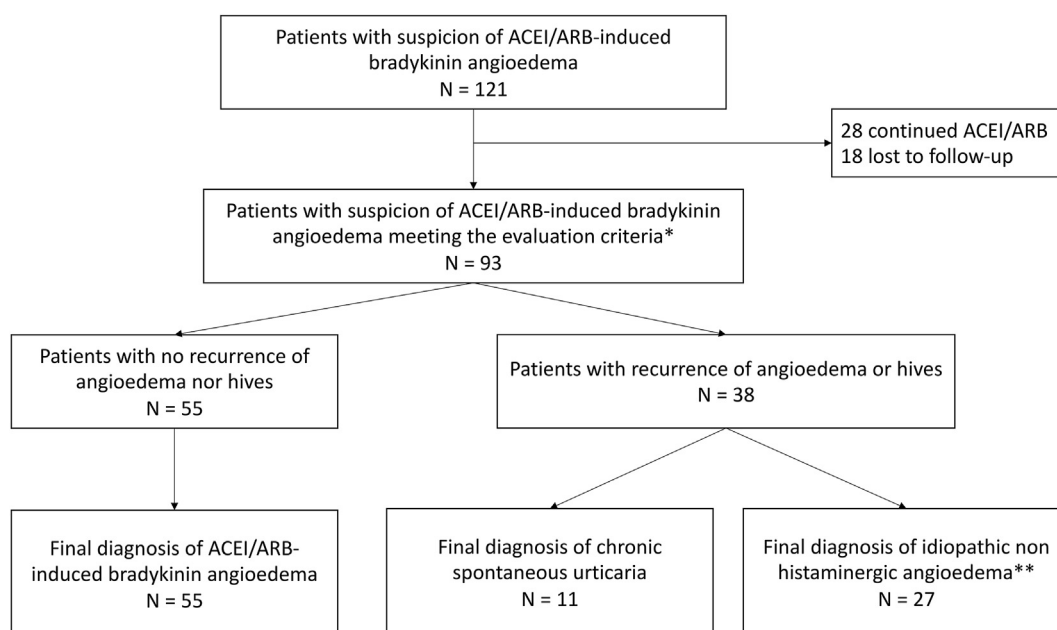 Patients with suspicion of ACEI/ARB-induced
bradykinin angioedema
N = 121
28 continued ACEI/ARB
18 lost to follow-up
Patients with suspicion of ACEI/ARB-induced bradykinin
angioedema meeting the evaluation criteria*
N = 93
Patients with no recurrence of
angioedema nor hives
N = 55
Patients with recurrence of angioedema or hives
N = 38
Final diagnosis of ACEI/ARB-
induced bradykinin angioedema
N = 55
Final diagnosis of chronic
spontaneous urticaria
N = 11
Final diagnosis of idiopathic non
histaminergic angioedema**
N = 27